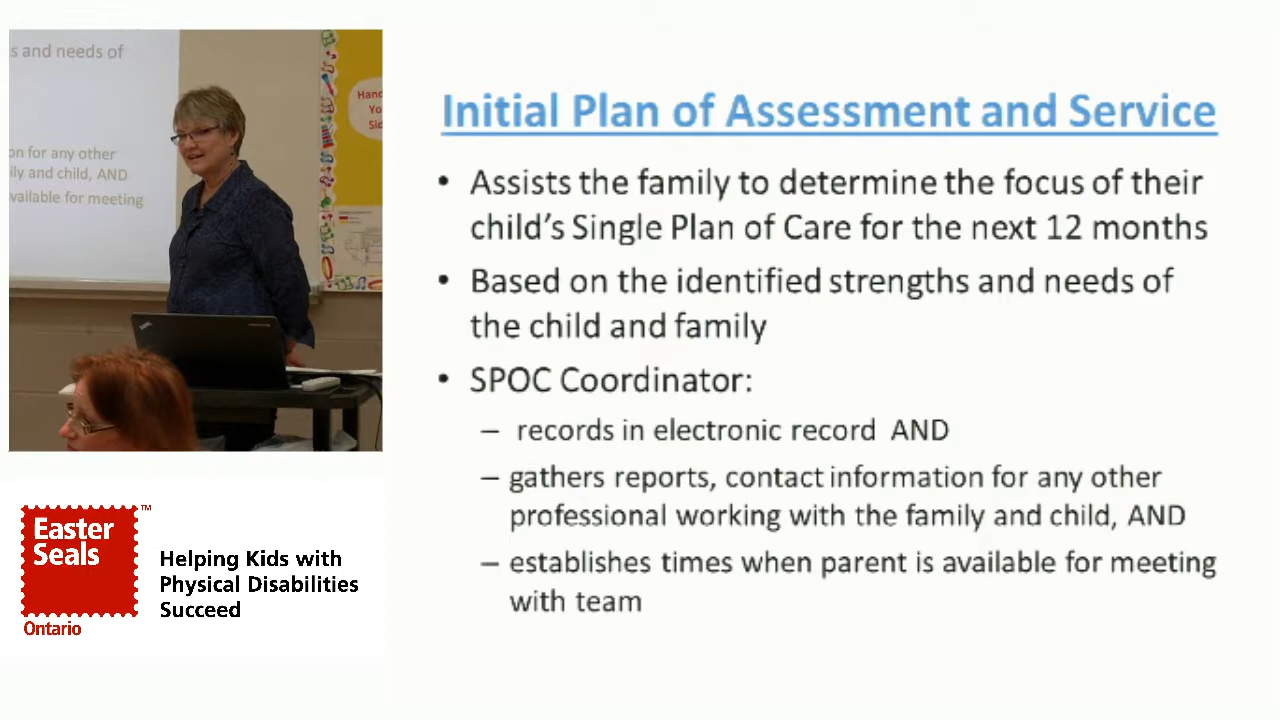 s and needs of
on for any other
ily and child, AND
vailable for meeting
Hand
Yo
Sid
Easter
Seals
TM
Ontario
Helping Kids with
Physical Disabilities
Succeed
Initial Plan of Assessment and Service
• Assists the family to determine the focus of their
child's Single Plan of Care for the next 12 months
• Based on the identified strengths and needs of
the child and family
• SPOC Coordinator:
– records in electronic record AND
– gathers reports, contact information for any other
professional working with the family and child, AND
– establishes times when parent is available for meeting
with team